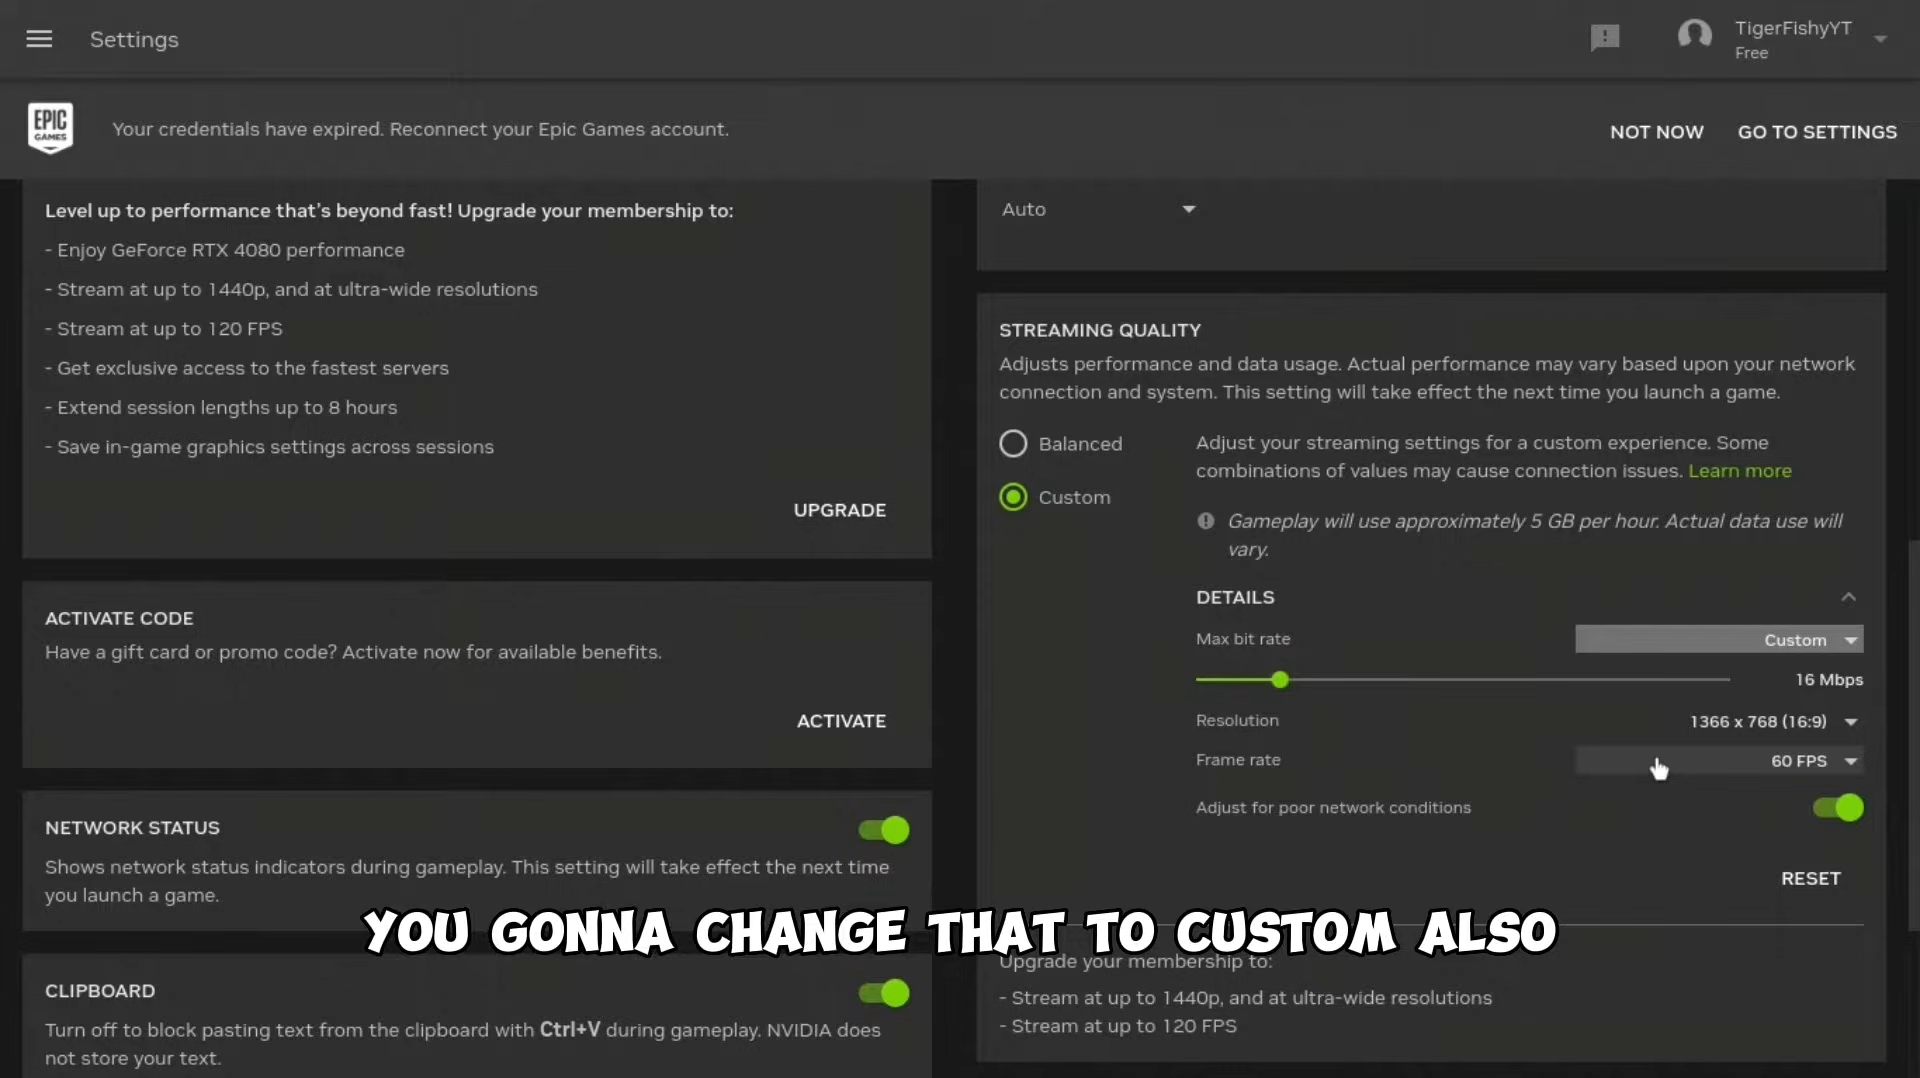 Settings
TigerFishyYT
Free
EPIC
GAMES
Your credentials have expired. Reconnect your Epic Games account.
NOT NOW
GO TO SETTINGS
Level up to performance that's beyond fast! Upgrade your membership to:
- Enjoy GeForce RTX 4080 performance
- Stream at up to 1440p, and at ultra-wide resolutions
- Stream at up to 120 FPS
- Get exclusive access to the fastest servers
- Extend session lengths up to 8 hours
- Save in-game graphics settings across sessions
UPGRADE
ACTIVATE CODE
Have a gift card or promo code? Activate now for available benefits.
ACTIVATE
NETWORK STATUS
Shows network status indicators during gameplay. This setting will take effect the next time
you launch a game.
CLIPBOARD
Turn off to block pasting text from the clipboard with Ctrl+V during gameplay. NVIDIA does
not store your text.
Auto
STREAMING QUALITY
Adjusts performance and data usage. Actual performance may vary based upon your network
connection and system. This setting will take effect the next time you launch a game.
Balanced
Custom
Adjust your streaming settings for a custom experience. Some
combinations of values may cause connection issues. Learn more
Gameplay will use approximately 5 GB per hour. Actual data use will
vary.
DETAILS
Max bit rate
Custom
16 Mbps
Resolution
1366 x 768 (16:9)
Frame rate
60 FPS
Adjust for poor network conditions
RESET
YOU GONNA CHANGE THAT TO CUSTOM ALSO
Upgrade your membership to:
- Stream at up to 1440p, and at ultra-wide resolutions
- Stream at up to 120 FPS